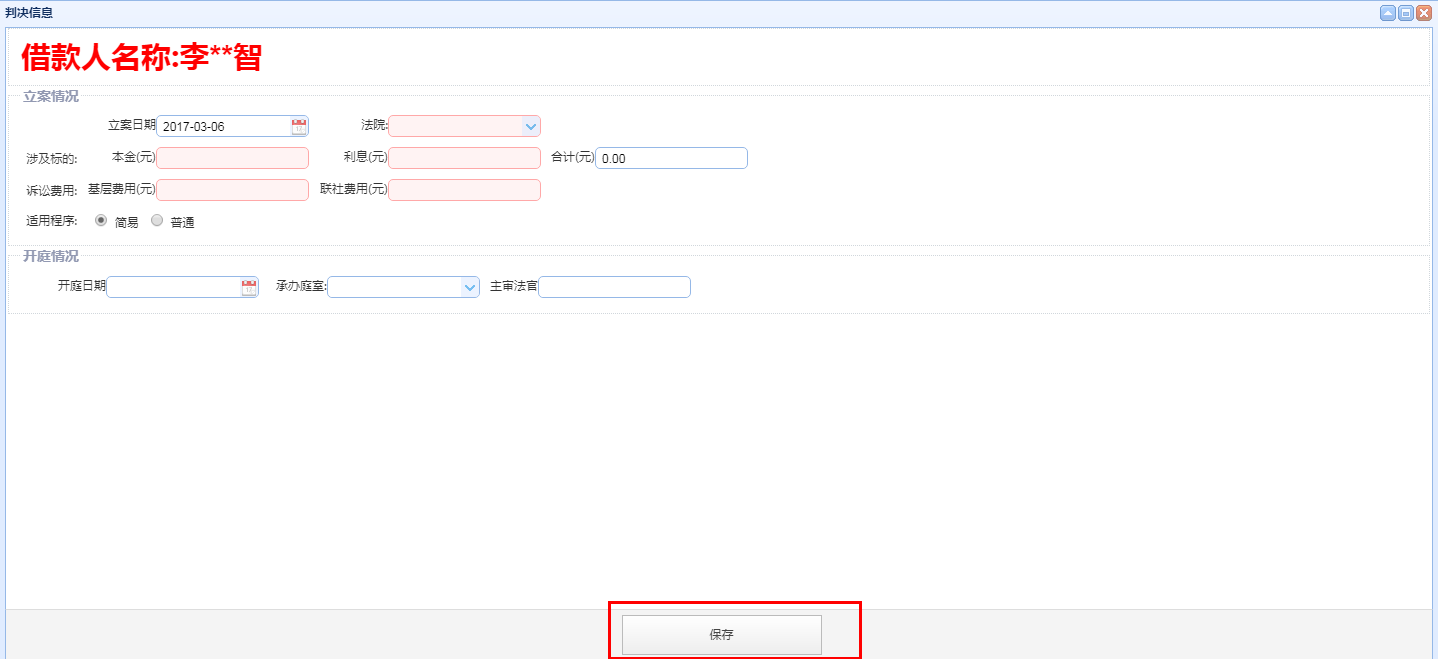 判决信息
借款人名称:李**智
立案情况
立案日期 2017-03-06 法院:
涉及标的: 本金(元) 利息(元) 合计(元) 0.00
诉讼费用: 基层费用(元) 联社费用(元)
适用程序: 简易 普通
开庭情况
开庭日期 承办庭室: 主审法官
保存